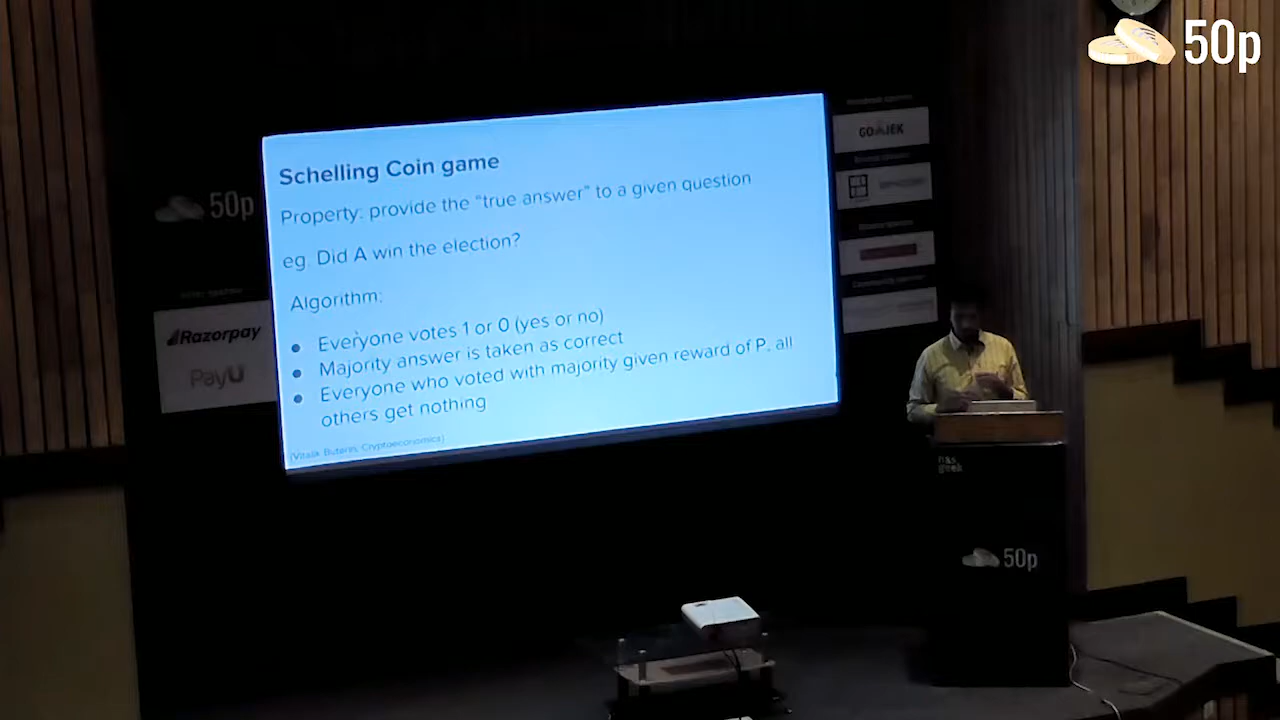 50p
Schelling Coin game
Property: provide the "true answer" to a given question
eg. Did A win the election?
Algorithm:
● Everyone votes 1 or 0 (yes or no)
● Majority answer is taken as correct
● Everyone who voted with majority given reward of P, all
others get nothing
(Vitalik Buterin, Cryptoeconomics)
50p
Razorpay
PayU
GOJEK
has
geek
50p